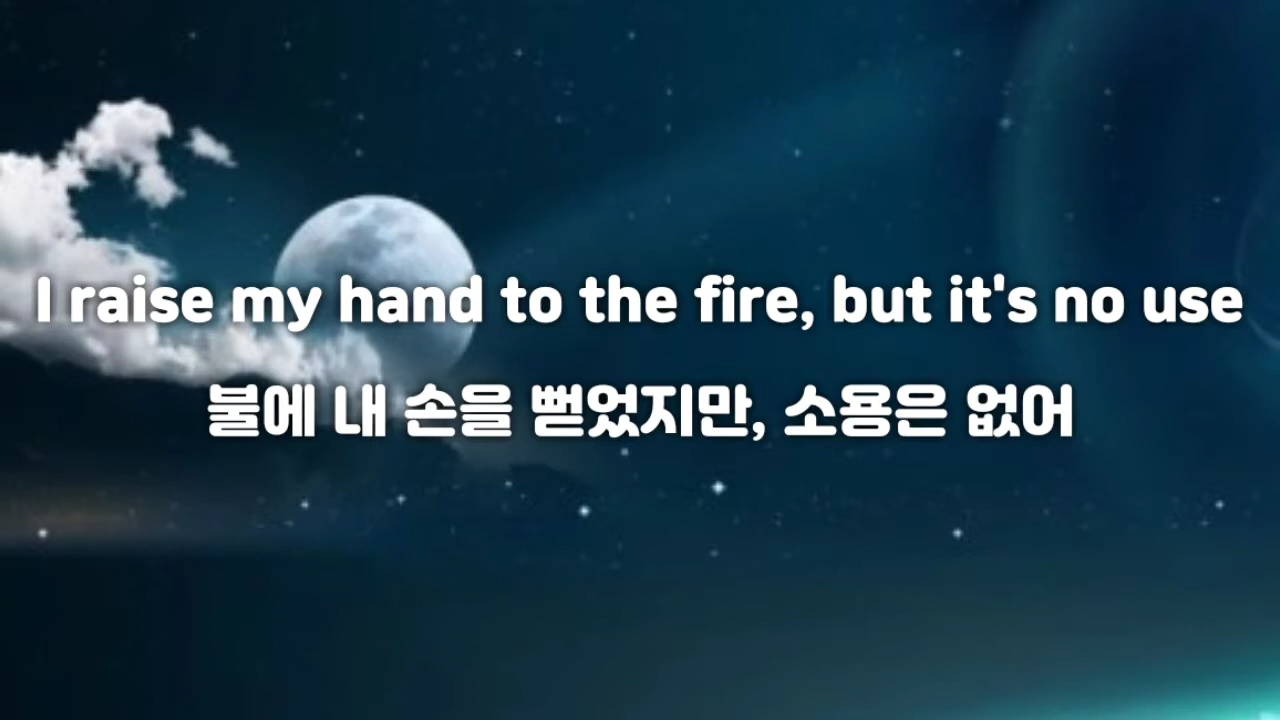 I raise my hand to the fire, but it's no use
불에 내 손을 뻗었지만, 소용은 없어